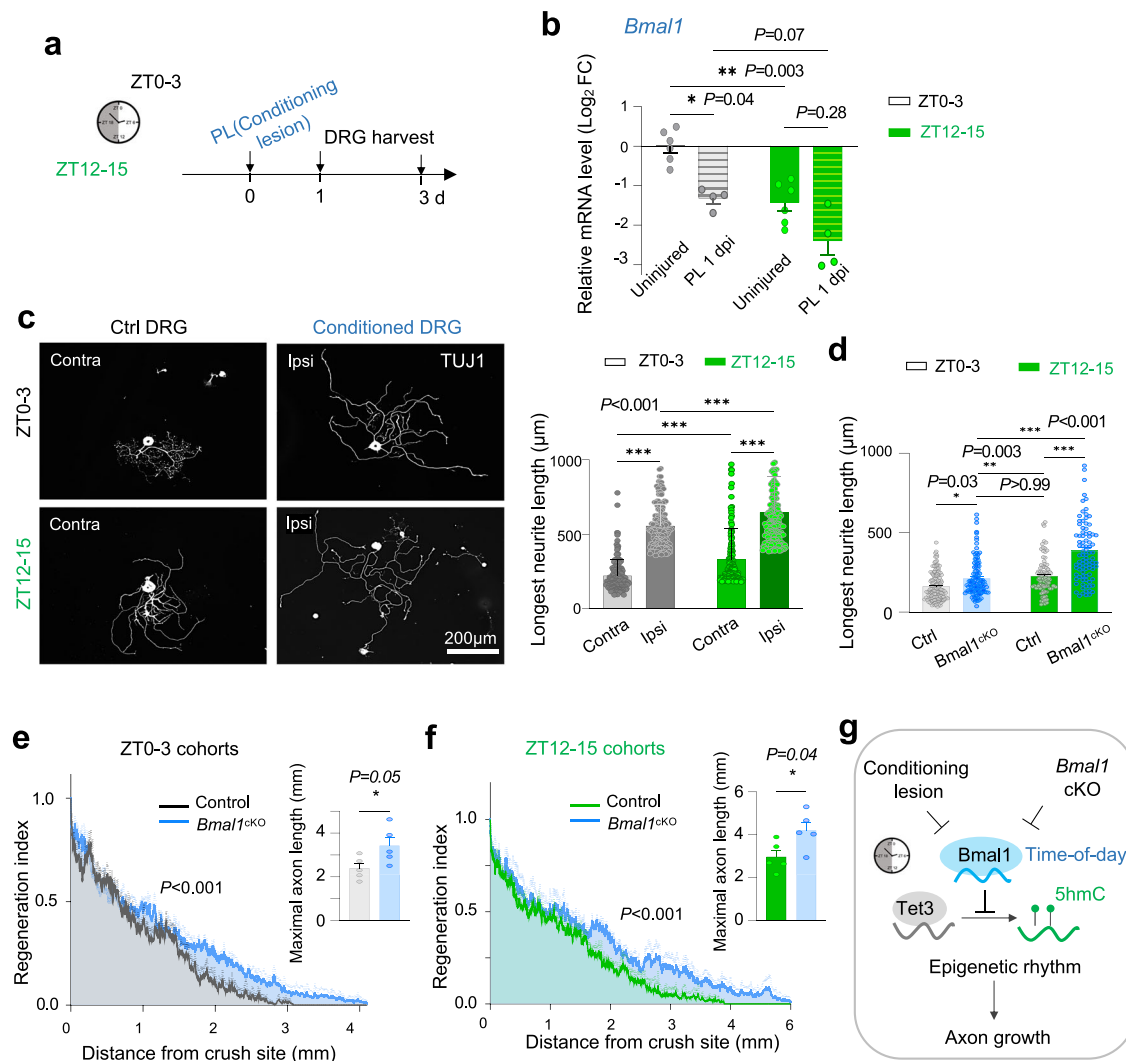 a
ZT0-3
ZT12-15
PL(Conditioning
lesion)
DRG harvest
0
1
3 d
b
Bmal1
P=0.07
** P=0.003
* P=0.04
P=0.28
ZT0-3
ZT12-15
Relative mRNA level (Log2 FC)
1
0
-1
-2
-3
Uninjured
PL 1 dpi
Uninjured
PL 1 dpi
c
Ctrl DRG
Conditioned DRG
ZT0-3
Contra
Ipsi
TUJ1
ZT12-15
Contra
Ipsi
200μm
ZT0-3
ZT12-15
P<0.001
***
***
***
***
Longest neurite length (μm)
1000
500
0
Contra
Ipsi
Contra
Ipsi
d
ZT0-3
ZT12-15
*** P<0.001
P=0.003
** ***
P=0.03 P>0.99
*
Longest neurite length (μm)
1000
500
0
Ctrl
Bmal1cKO
Ctrl
Bmal1cKO
e
ZT0-3 cohorts
Control
Bmal1cKO
P<0.001
Regeneration index
1.0
0.5
0.0
0 1 2 3 4
Distance from crush site (mm)
P=0.05
*
Maximal axon length (mm)
4
2
0
f
ZT12-15 cohorts
Control
Bmal1cKO
P<0.001
Regeneration index
1.0
0.5
0.0
0 1 2 3 4 5 6
Distance from crush site (mm)
P=0.04
*
Maximal axon length (mm)
6
4
2
0
g
Conditioning
lesion
Bmal1
cKO
Bmal1
Time-of-day
Tet3
5hmC
Epigenetic rhythm
Axon growth